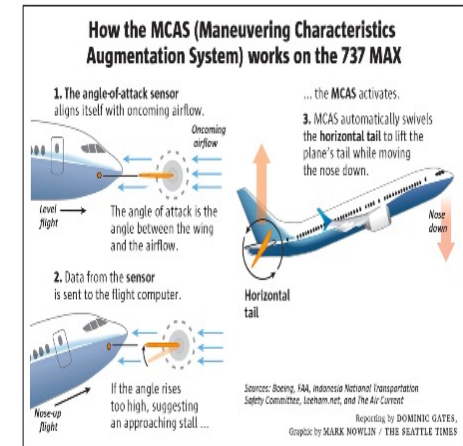 How the MCAS (Maneuvering Characteristics
Augmentation System) works on the 737 MAX
1. The angle-of-attack sensor
aligns itself with oncoming airflow.
Oncoming
airflow
Level
flight
The angle of attack is the
angle between the wing
and the airflow.
2. Data from the sensor
is sent to the flight computer.
Nose-up
flight
If the angle rises
too high, suggesting
an approaching stall ...
... the MCAS activates.
3. MCAS automatically swivels
the horizontal tail to lift the
plane's tail while moving
the nose down.
Nose
down
Horizontal
tail
Sources: Boeing, FAA, Indonesia National Transportation
Safety Committee, Leeham.net, and The Air Current
Reporting by DOMINIC GATES,
Graphic by MARK NOWLIN / THE SEATTLE TIMES